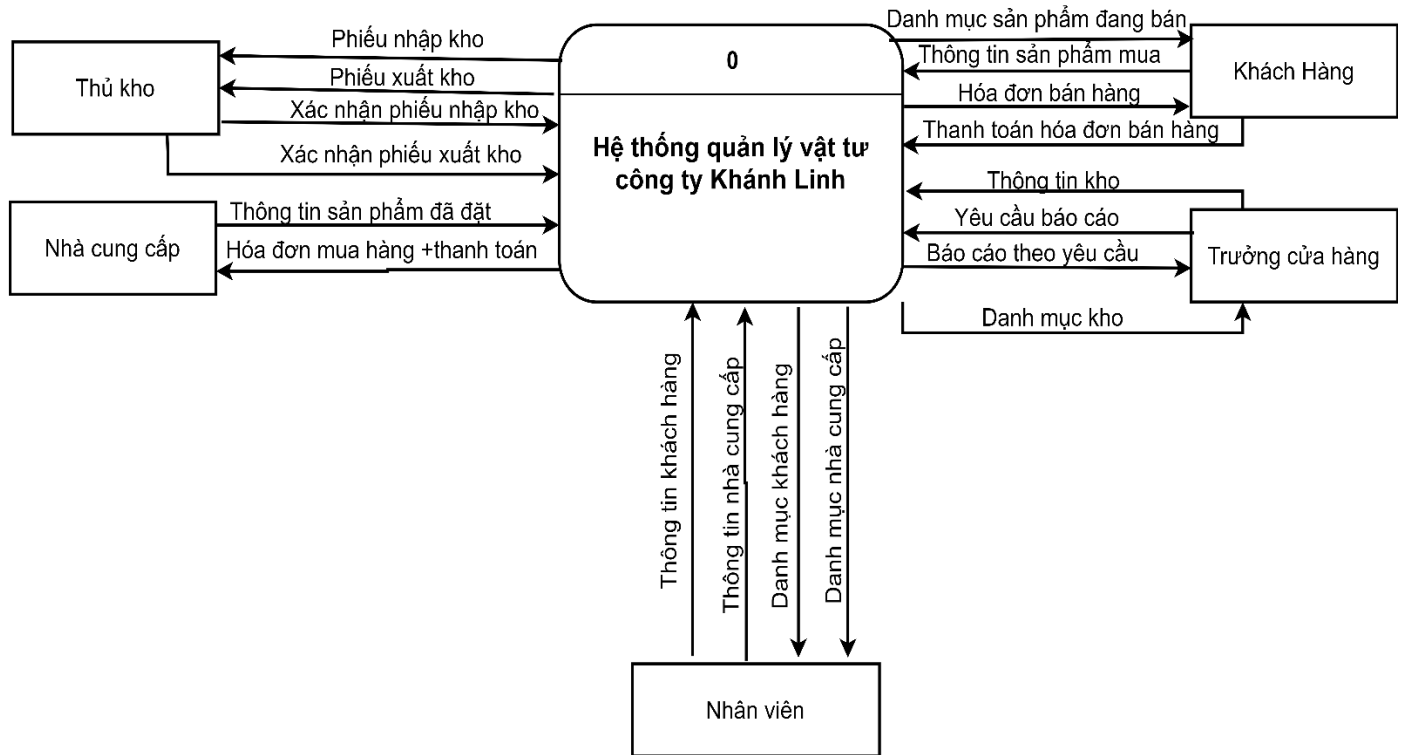 Phiếu nhập kho
Phiếu xuất kho
Xác nhận phiếu nhập kho
Xác nhận phiếu xuất kho
Thủ kho
Thông tin sản phẩm đã đặt
Hóa đơn mua hàng +thanh toán
Nhà cung cấp
0
Hệ thống quản lý vật tư
công ty Khánh Linh
Danh mục sản phẩm đang bán
Thông tin sản phẩm mua
Hóa đơn bán hàng
Thanh toán hóa đơn bán hàng
Khách Hàng
Thông tin kho
Yêu cầu báo cáo
Báo cáo theo yêu cầu
Danh mục kho
Trưởng cửa hàng
Thông tin khách hàng
Thông tin nhà cung cấp
Danh mục khách hàng
Danh mục nhà cung cấp
Nhân viên